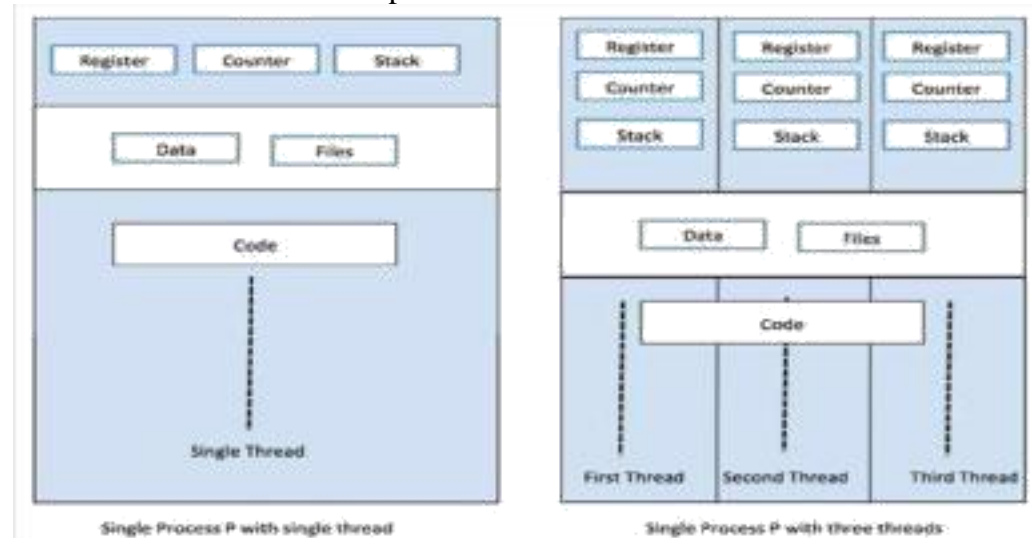 Register Counter Stack
Data Files
Code
Single Thread
Single Process P with single thread
Register Register Register
Counter Counter Counter
Stack Stack Stack
Data Files
Code
First Thread Second Thread Third Thread
Single Process P with three threads